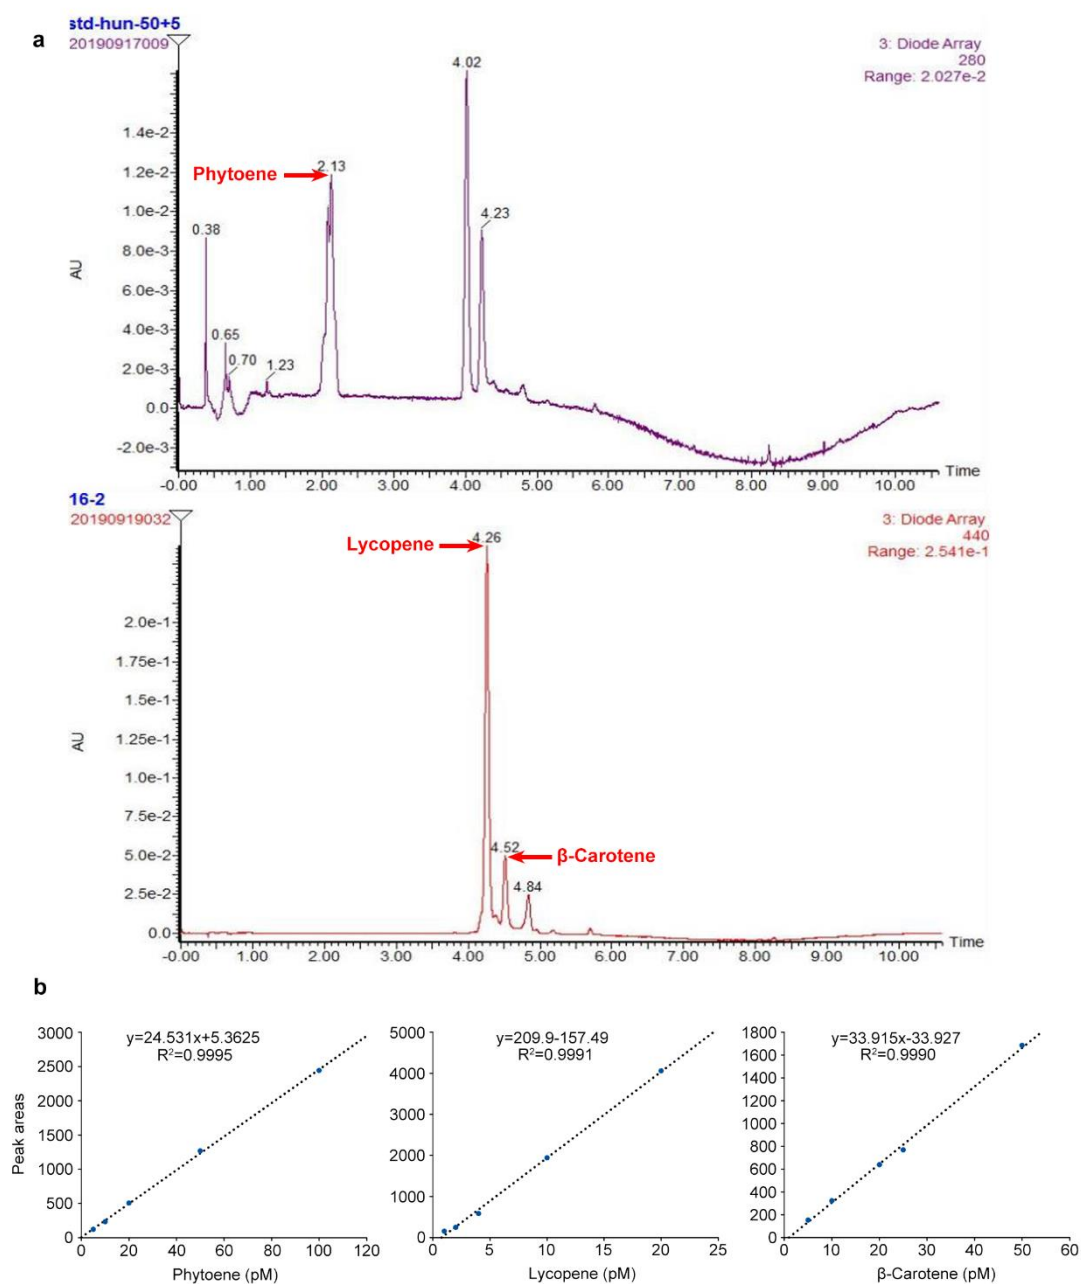 std-hun-50+5
a
20190917009
3: Diode Array
280
Range: 2.027e-2
4.02
1.4e-2
1.2e-2
Phytoene
2.13
1.0e-2
4.23
0.38
8.0e-3
AU
6.0e-3
4.0e-3
0.65
0.70
1.23
2.0e-3
0.0
-2.0e-3
Time
-0.00 1.00 2.00 3.00 4.00 5.00 6.00 7.00 8.00 9.00 10.00
16-2
20190919032
3: Diode Array
440
Range: 2.541e-1
Lycopene
4.26
2.0e-1
1.75e-1
1.5e-1
AU
1.25e-1
1.0e-1
7.5e-2
5.0e-2
4.52
β-Carotene
4.84
2.5e-2
0.0
Time
-0.00 1.00 2.00 3.00 4.00 5.00 6.00 7.00 8.00 9.00 10.00
b
y=24.531x+5.3625
R²=0.9995
3000
2500
2000
1500
1000
500
0
Peak areas
0 20 40 60 80 100 120
Phytoene (pM)
y=209.9-157.49
R²=0.9991
5000
4000
3000
2000
1000
0
0 5 10 15 20 25
Lycopene (pM)
y=33.915x-33.927
R²=0.9990
1800
1600
1400
1200
1000
800
600
400
200
0
0 10 20 30 40 50 60
β-Carotene (pM)